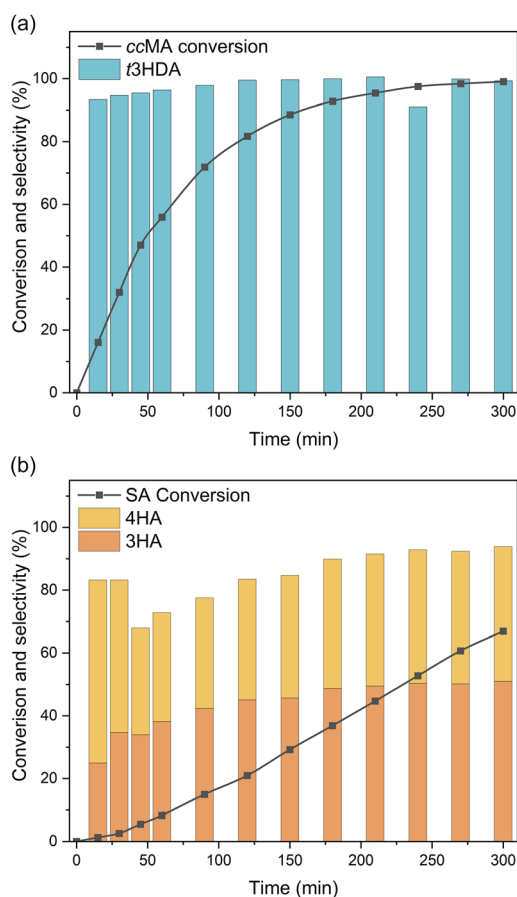 (a)
ccMA conversion
t3HDA
Converison and selectivity (%)
100
80
60
40
20
0
0 50 100 150 200 250 300
Time (min)
(b)
SA Conversion
4HA
3HA
Converison and selectivity (%)
100
80
60
40
20
0
0 50 100 150 200 250 300
Time (min)